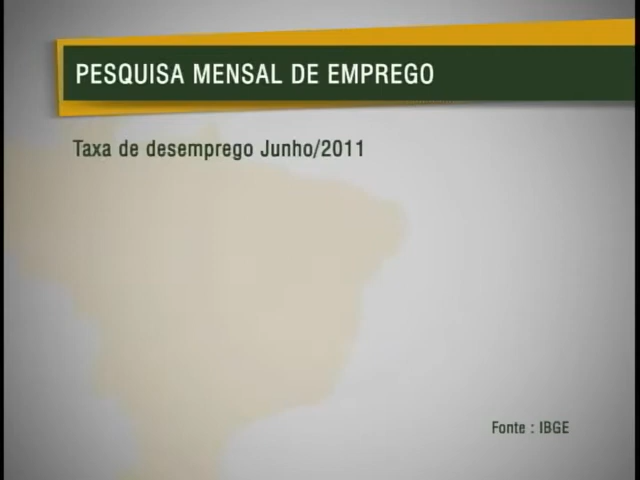 PESQUISA MENSAL DE EMPREGO
Taxa de desemprego Junho/2011
Fonte : IBGE